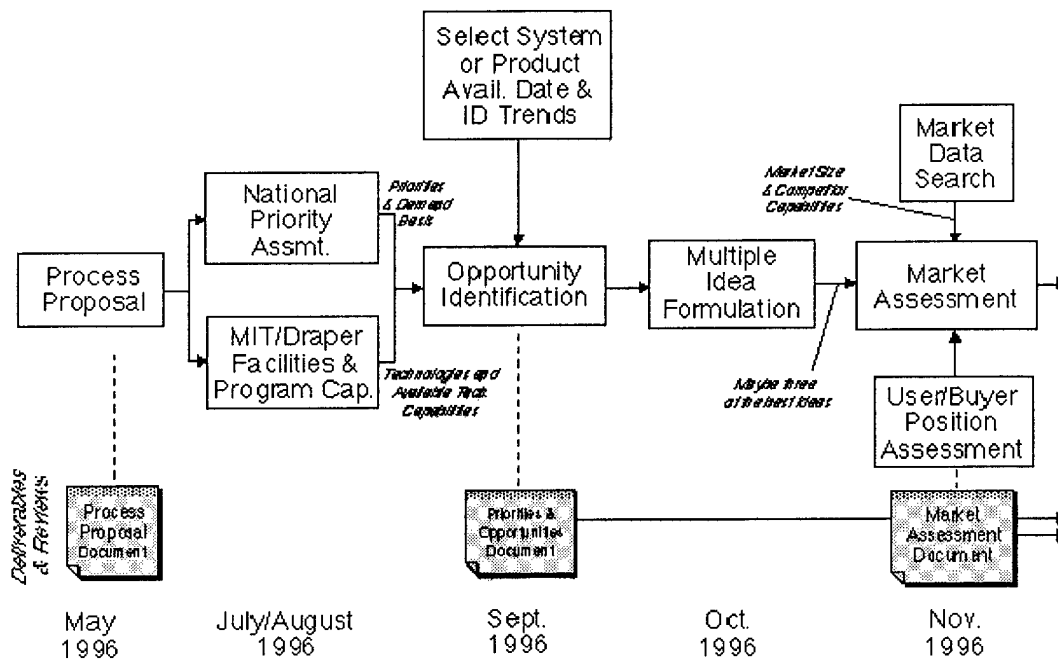 Select System
or Product
Avail. Date &
ID Trends
Market
Data
Search
Market Size
& Competitor
Capabilities
National
Priority
Assmt.
Priorities
& Demand
Basis
Process
Proposal
Opportunity
Identification
Multiple
Idea
Formulation
Market
Assessment
MIT/Draper
Facilities &
Program Cap.
Technologies and
Available Tech.
Capabilities
Maybe three
of the best ideas
User/Buyer
Position
Assessment
Deliverables
& Reviews
Process
Proposal
Document
Priorities &
Opportunities
Document
Market
Assessment
Document
May
1996
July/August
1996
Sept.
1996
Oct.
1996
Nov.
1996